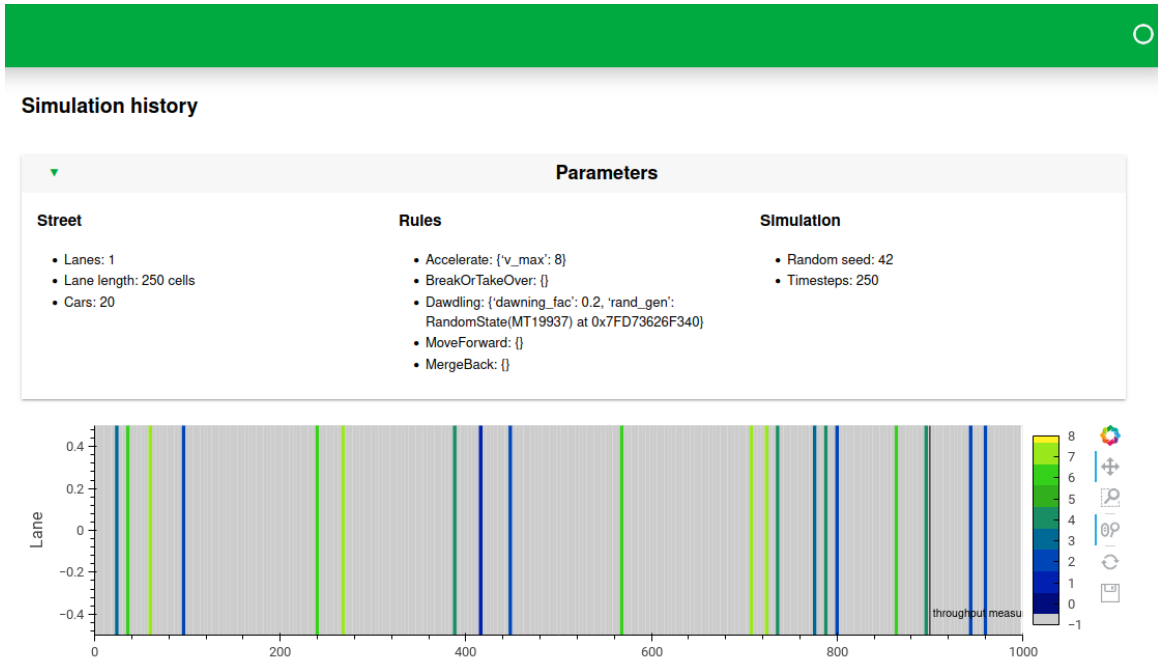 Simulation history
▼ Parameters
Street
• Lanes: 1
• Lane length: 250 cells
• Cars: 20
Rules
• Accelerate: {'v_max': 8}
• BreakOrTakeOver: {}
• Dawdling: {'dawning_fac': 0.2, 'rand_gen':
RandomState(MT19937) at 0x7FD73626F340}
• MoveForward: {}
• MergeBack: {}
Simulation
• Random seed: 42
• Timesteps: 250
Lane
0.4
0.2
0
−0.2
−0.4
throughput measu
0 200 400 600 800 1000
8
7
6
5
4
3
2
1
0
−1